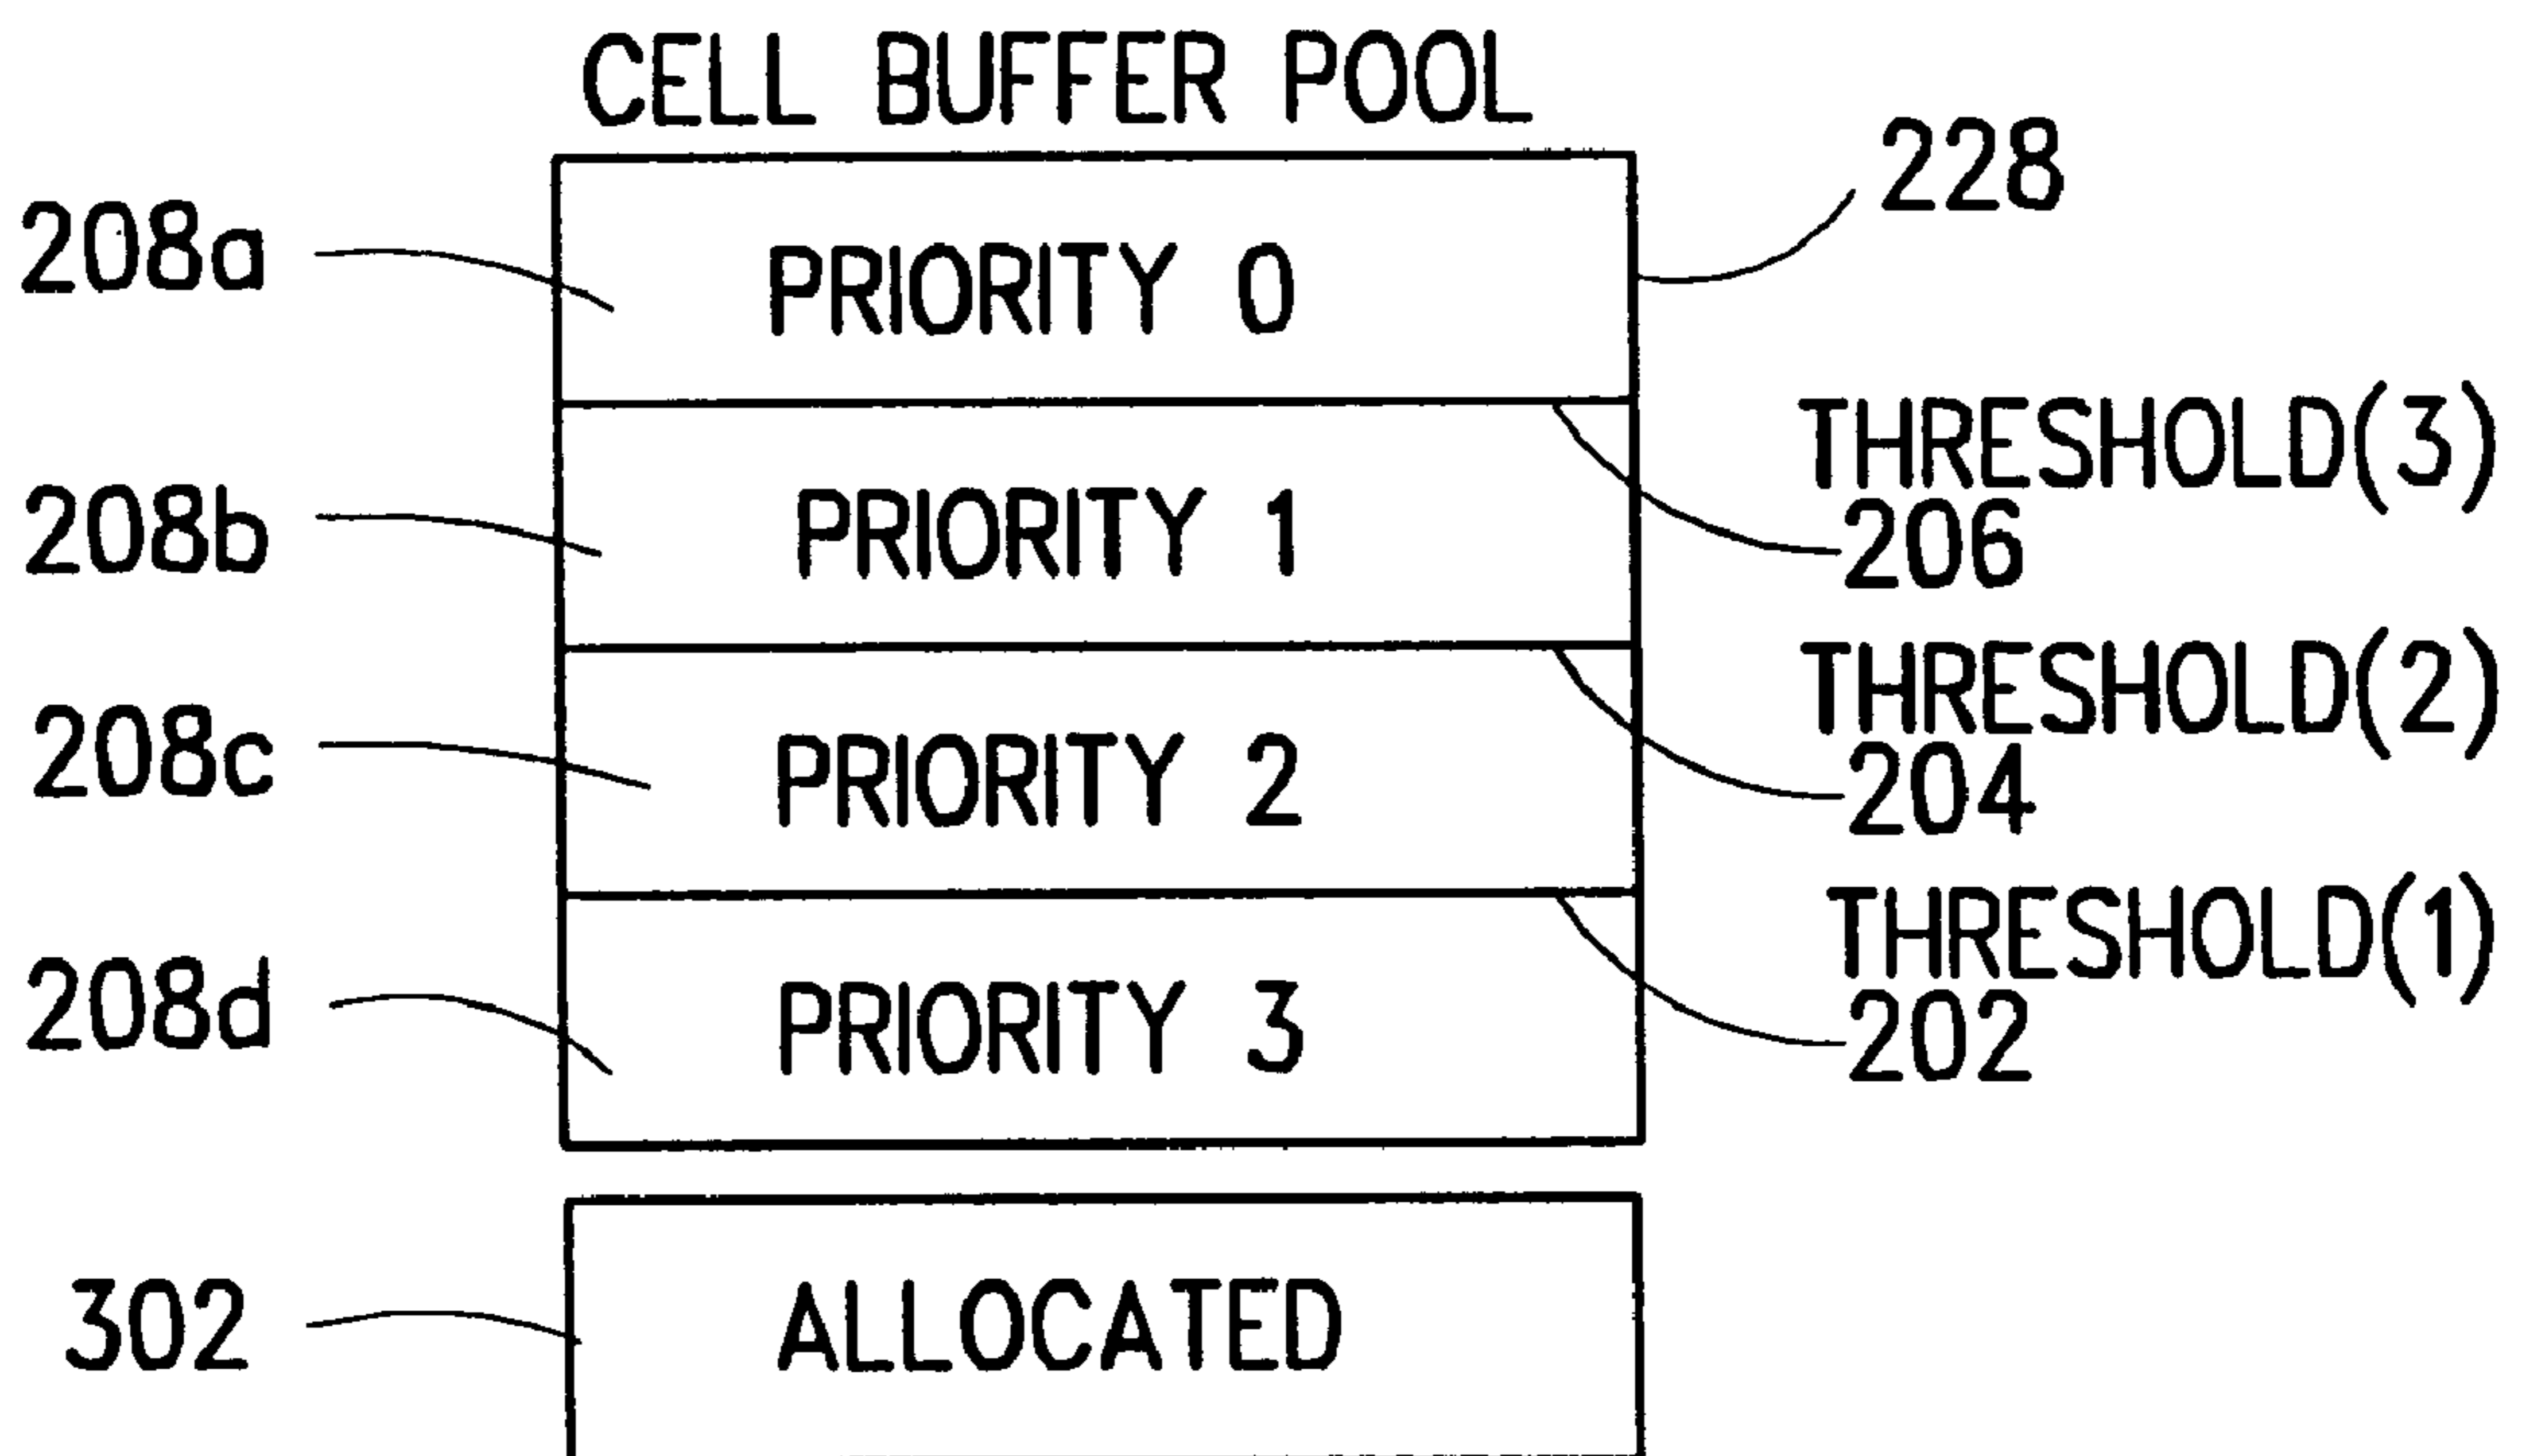 CELL BUFFER POOL
228
208a
PRIORITY 0
THRESHOLD(3)
206
208b
PRIORITY 1
THRESHOLD(2)
204
208c
PRIORITY 2
THRESHOLD(1)
202
208d
PRIORITY 3
302
ALLOCATED